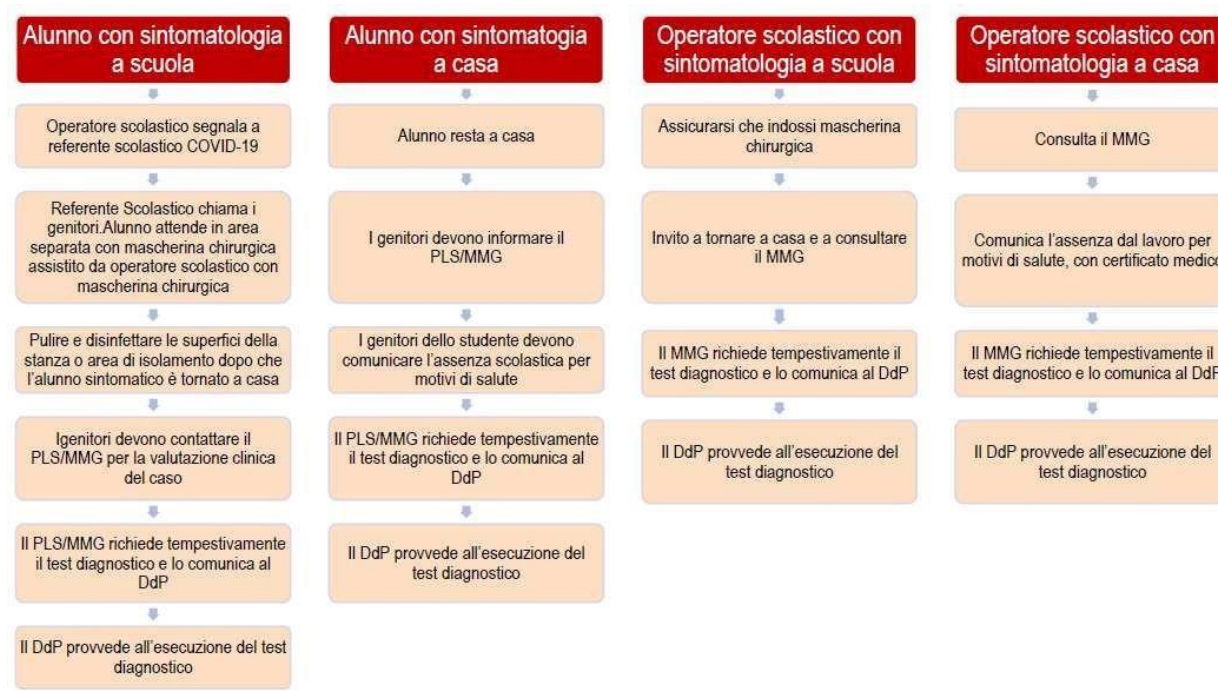 Alunno con sintomatologia
a scuola
Operatore scolastico segnala a
referente scolastico COVID-19
Referente Scolastico chiama i
genitori.Alunno attende in area
separata con mascherina chirurgica
assistito da operatore scolastico con
mascherina chirurgica
Pulire e disinfettare le superfici della
stanza o area di isolamento dopo che
l'alunno sintomatico è tornato a casa
Igenitori devono contattare il
PLS/MMG per la valutazione clinica
del caso
Il PLS/MMG richiede tempestivamente
il test diagnostico e lo comunica al
DdP
Il DdP provvede all'esecuzione del test
diagnostico
Alunno con sintomatogia
a casa
Alunno resta a casa
I genitori devono informare il
PLS/MMG
I genitori dello studente devono
comunicare l'assenza scolastica per
motivi di salute
Il PLS/MMG richiede tempestivamente
il test diagnostico e lo comunica al
DdP
Il DdP provvede all'esecuzione del
test diagnostico
Operatore scolastico con
sintomatologia a scuola
Assicurarsi che indossi mascherina
chirurgica
Invito a tornare a casa e a consultare
il MMG
Il MMG richiede tempestivamente il
test diagnostico e lo comunica al DdP
Il DdP provvede all'esecuzione del
test diagnostico
Operatore scolastico con
sintomatologia a casa
Consulta il MMG
Comunica l'assenza dal lavoro per
motivi di salute, con certificato medico
Il MMG richiede tempestivamente il
test diagnostico e lo comunica al DdP
Il DdP provvede all'esecuzione del
test diagnostico